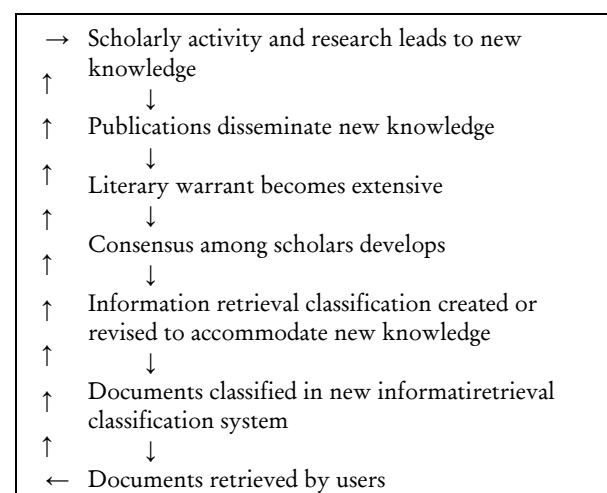 → Scholarly activity and research leads to new
knowledge
↓
Publications disseminate new knowledge
↓
Literary warrant becomes extensive
↓
Consensus among scholars develops
↓
Information retrieval classification created or
revised to accommodate new knowledge
↓
Documents classified in new informatiretrieval
classification system
↓
← Documents retrieved by users